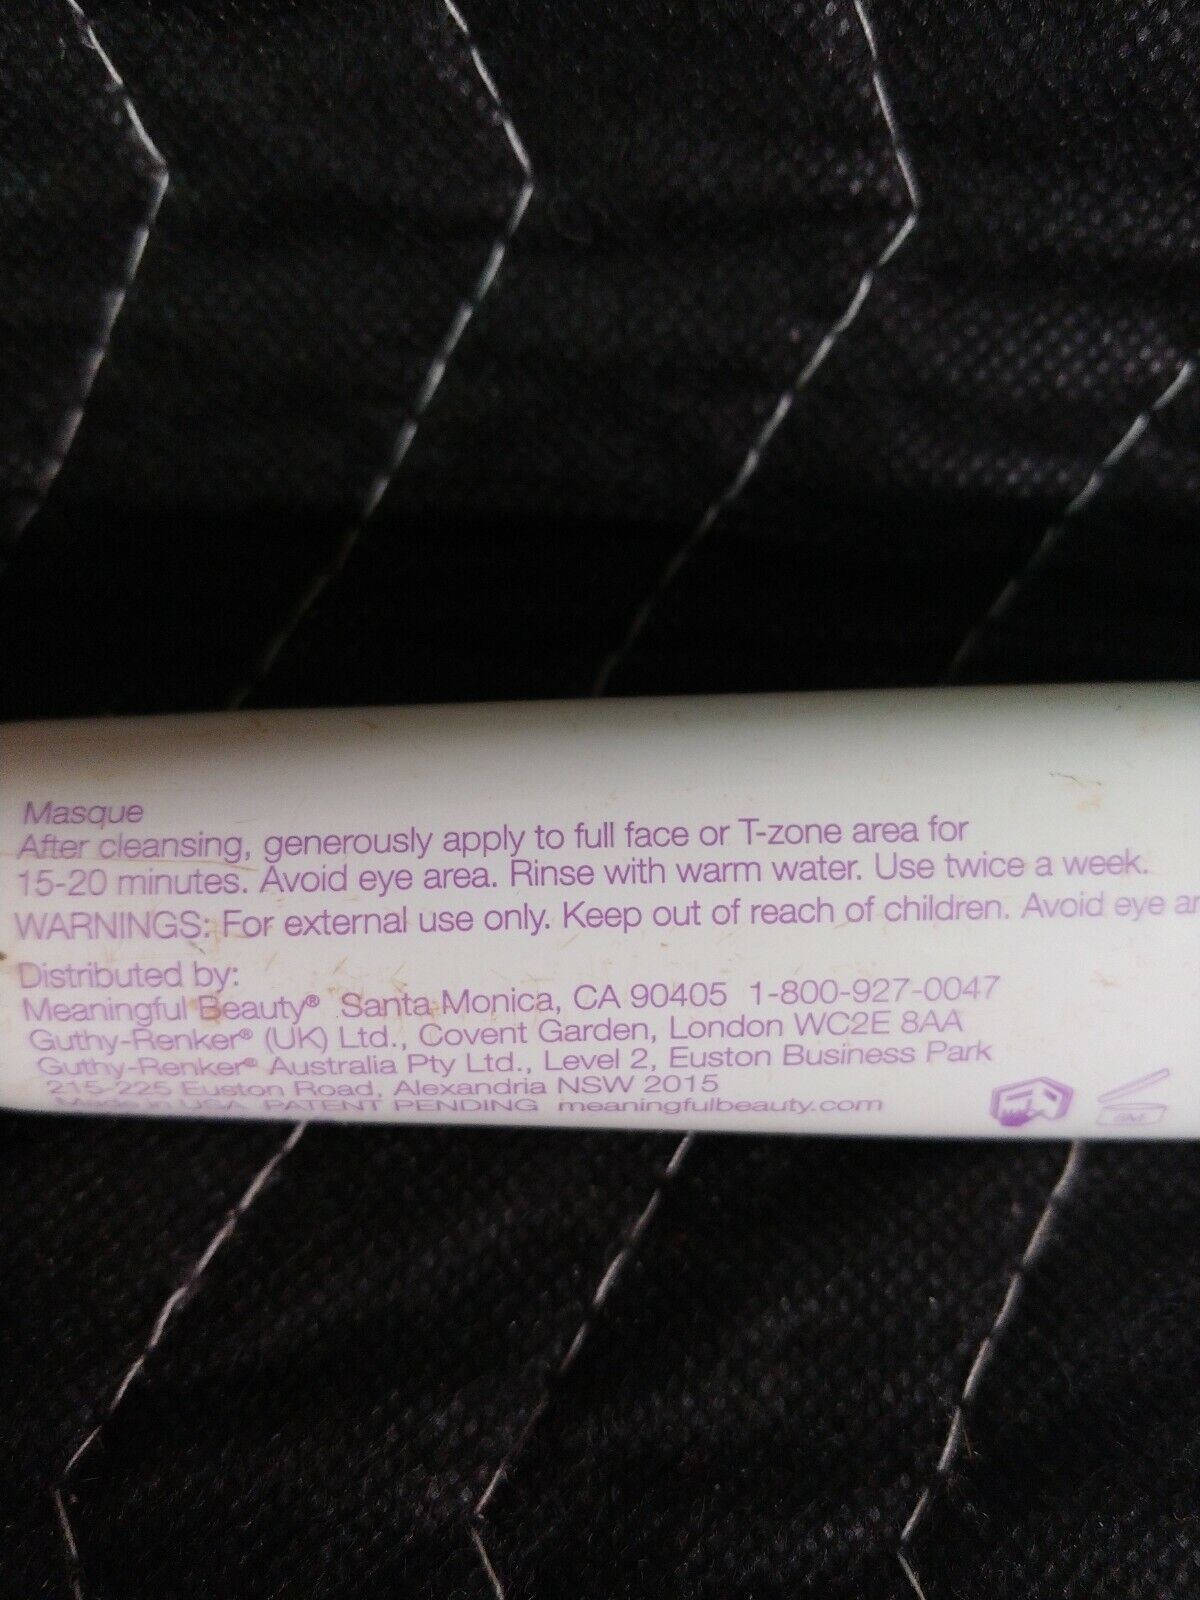 Masque
After cleansing, generously apply to full face or T-zone area for
15-20 minutes. Avoid eye area. Rinse with warm water. Use twice a week.
WARNINGS: For external use only. Keep out of reach of children. Avoid eye
Distributed by:
Meaningful Beauty® Santa Monica, CA 90405 1-800-927-0047
Guthy-Renker® (UK) Ltd., Covent Garden, London WC2E 8AA
Guthy-Renker® Australia Pty Ltd., Level 2, Euston Business Park
215-225 Euston Road, Alexandria NSW 2015
Made in USA PATENT PENDING meaningfulbeauty.com